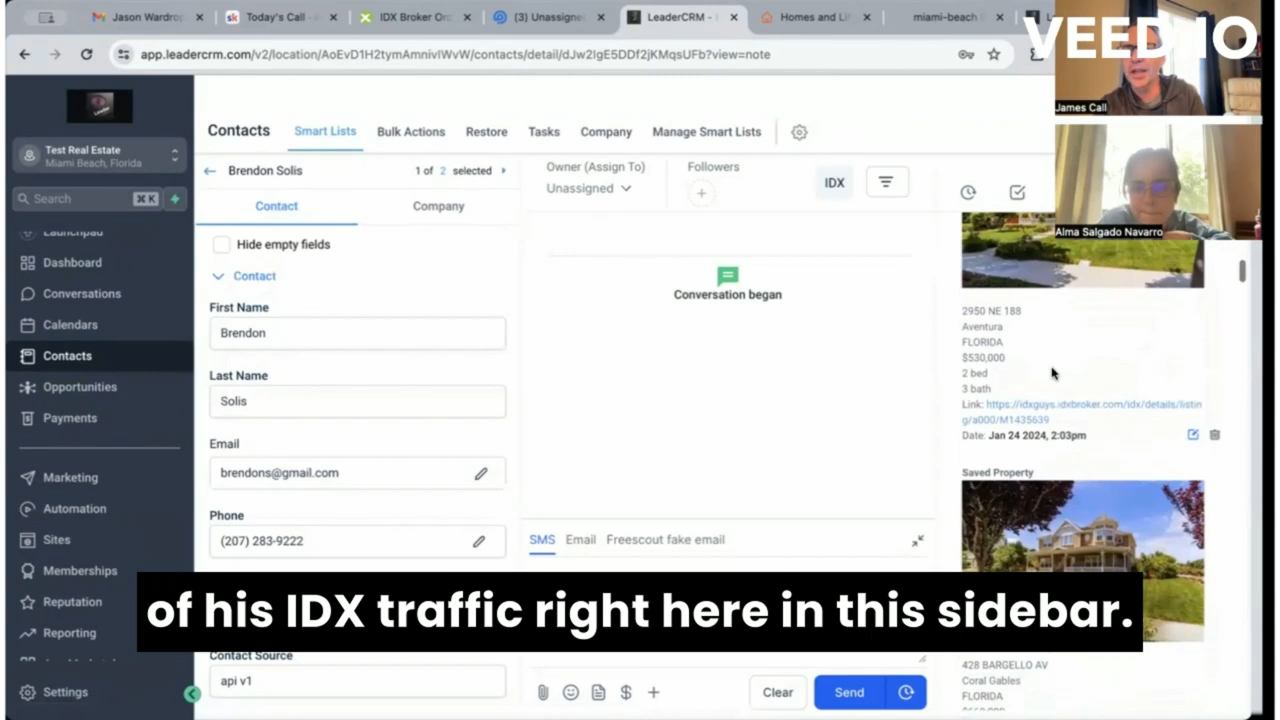 Jason Wardrop
Today's Call -
IDX Broker Or
(3) Unassigne
LeaderCRM -
Homes and Li
miami-beach
VEED.IO
app.leadercrm.com/v2/location/AoEvD1H2tymAmnivIWvW/contacts/detail/dJw2IgE5DDf2jKMqsUFb?view=note
James Call
Alma Salgado Navarro
Test Real Estate
Miami Beach, Florida
Search
⌘ K
Launchpad
Dashboard
Conversations
Calendars
Contacts
Opportunities
Payments
Marketing
Automation
Sites
Memberships
Reputation
Reporting
Settings
Contacts
Smart Lists
Bulk Actions
Restore
Tasks
Company
Manage Smart Lists
Brendon Solis
1 of 2 selected
Contact
Company
Hide empty fields
Contact
First Name
Brendon
Last Name
Solis
Email
brendons@gmail.com
Phone
(207) 283-9222
Contact Source
api v1
Owner (Assign To)
Unassigned
Followers
IDX
Conversation began
SMS
Email
Freescout fake email
Clear
Send
2950 NE 188
Aventura
FLORIDA
$530,000
2 bed
3 bath
Link: https://idxguys.idxbroker.com/idx/details/listin
g/a000/M1435639
Date: Jan 24 2024, 2:03pm
Saved Property
428 BARGELLO AV
Coral Gables
FLORIDA
of his IDX traffic right here in this sidebar.